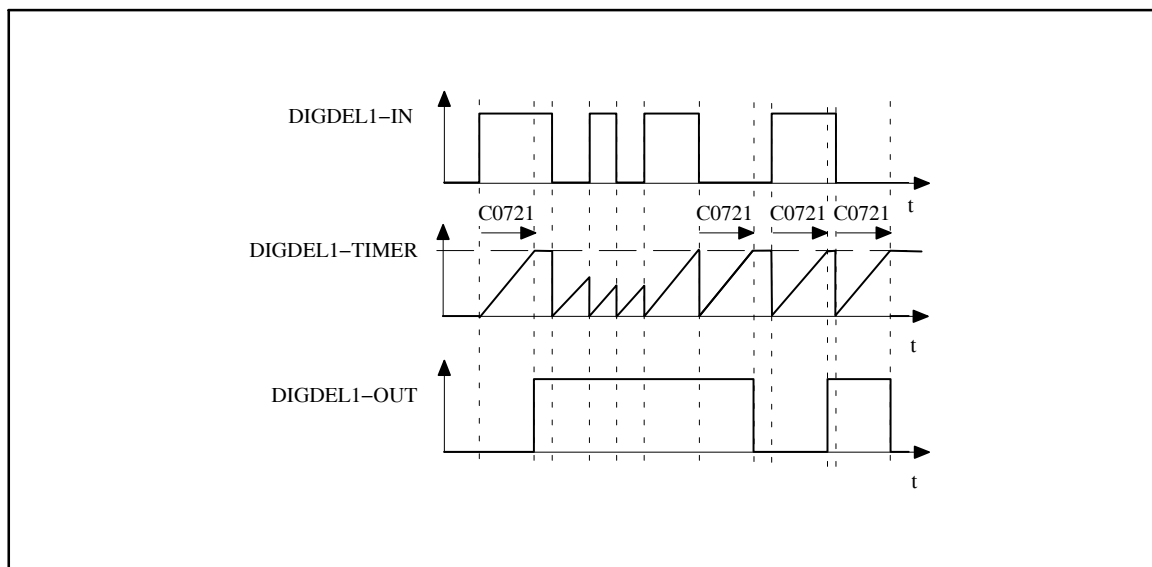 DIGDEL1–IN
t
C0721 C0721 C0721 C0721
DIGDEL1–TIMER
t
DIGDEL1–OUT
t